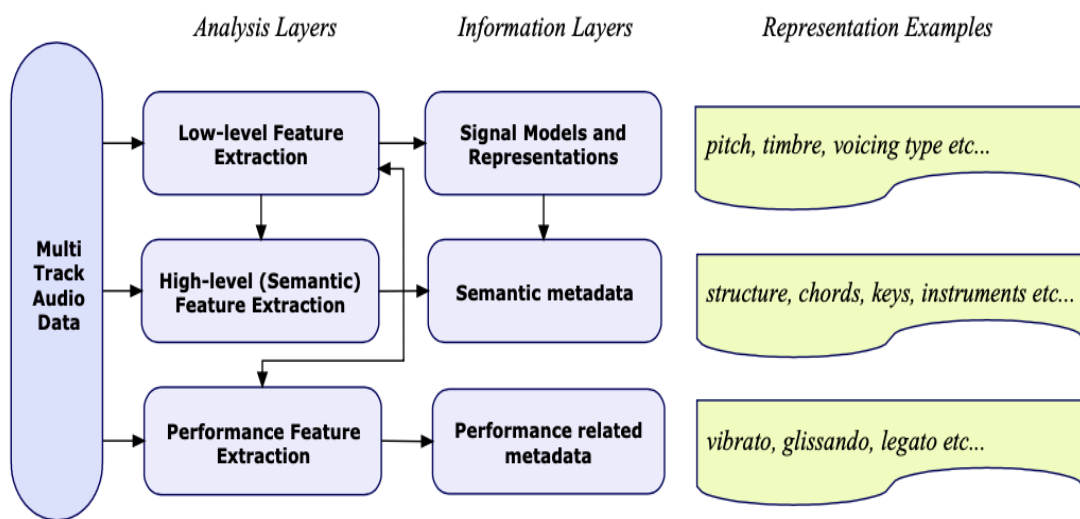 Analysis Layers
Information Layers
Representation Examples
Multi
Track
Audio
Data
Low-level Feature
Extraction
Signal Models and
Representations
pitch, timbre, voicing type etc...
High-level (Semantic)
Feature Extraction
Semantic metadata
structure, chords, keys, instruments etc...
Performance Feature
Extraction
Performance related
metadata
vibrato, glissando, legato etc...